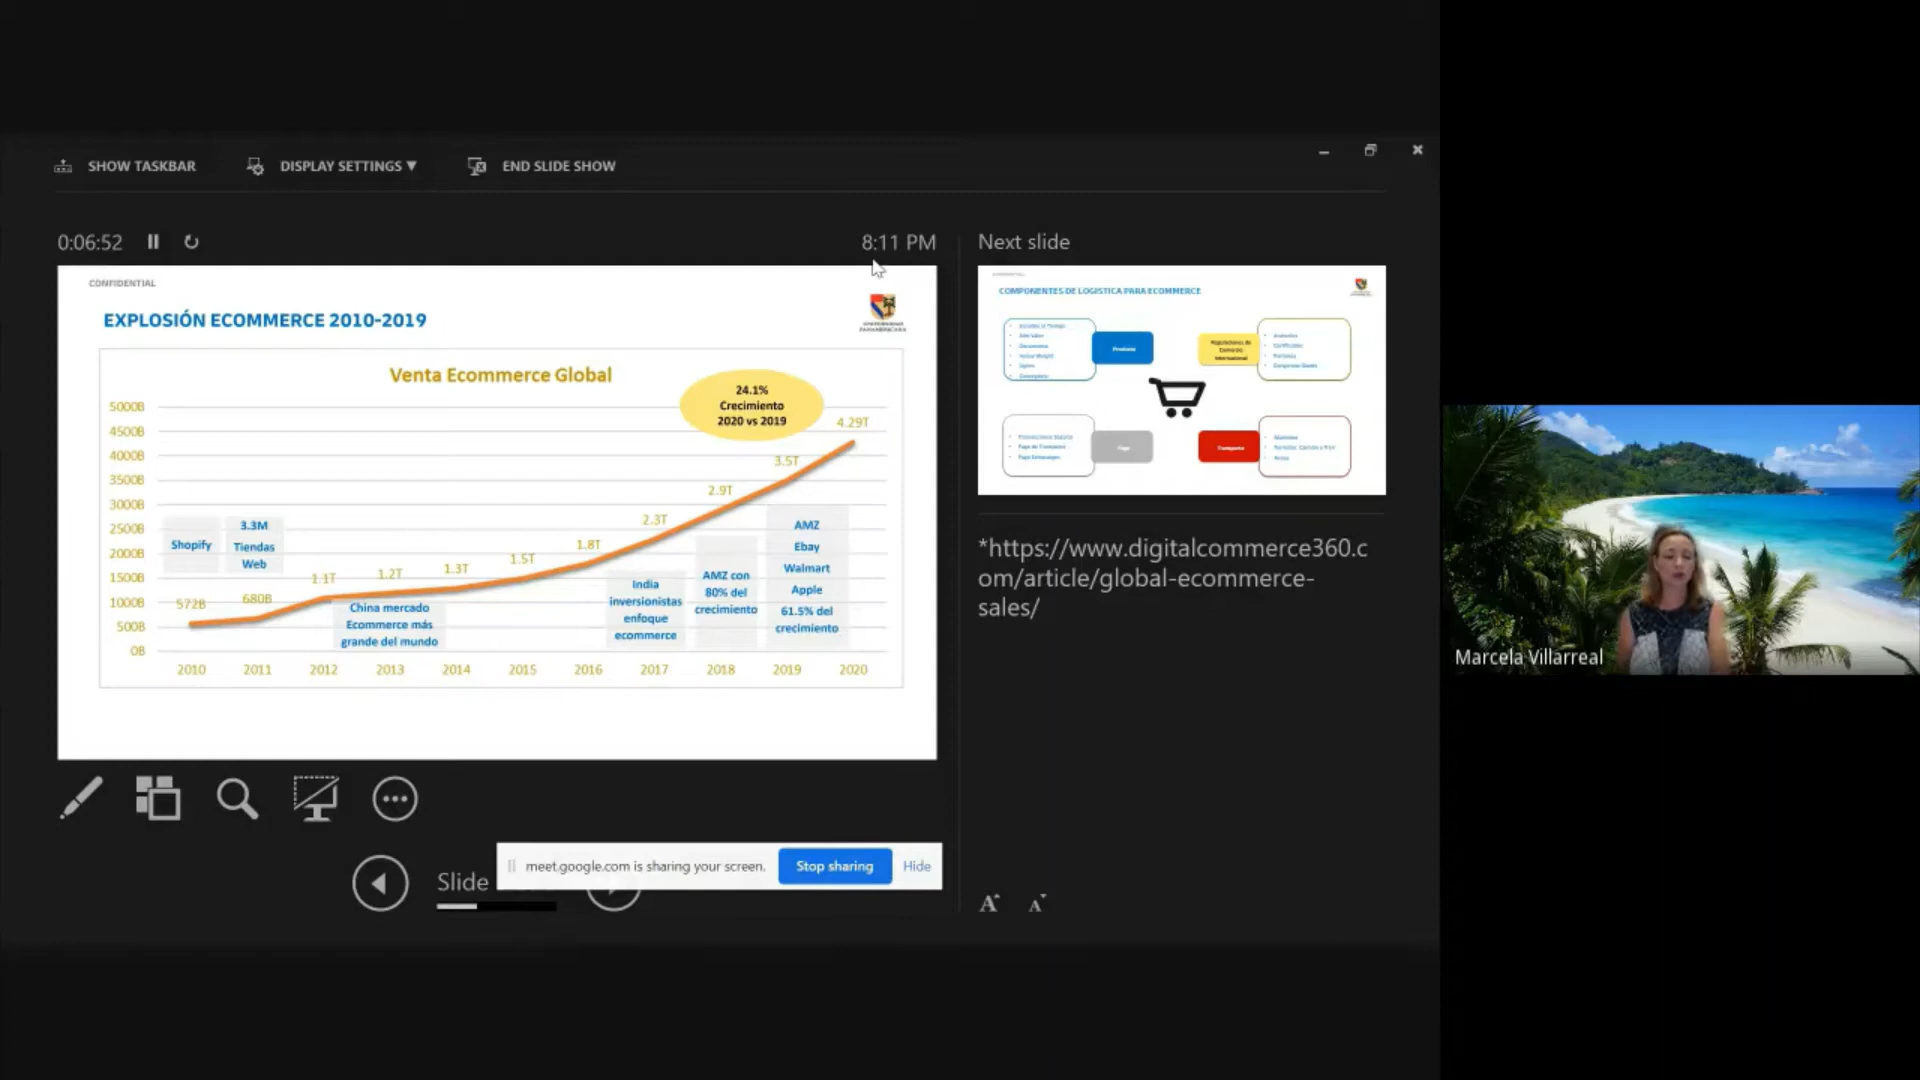 SHOW TASKBAR
DISPLAY SETTINGS ▼
END SLIDE SHOW
0:06:52
8:11 PM
CONFIDENTIAL
EXPLOSIÓN ECOMMERCE 2010-2019
UNIVERSIDAD
PANAMERICANA
Venta Ecommerce Global
24.1%
Crecimiento
2020 vs 2019
5000B
4500B
4000B
3500B
3000B
2500B
2000B
1500B
1000B
500B
0B
572B
680B
1.1T
1.2T
1.3T
1.5T
1.8T
2.3T
2.9T
3.5T
4.29T
Shopify
3.3M
Tiendas
Web
China mercado
Ecommerce más
grande del mundo
India
inversionistas
enfoque
ecommerce
AMZ con
80% del
crecimiento
AMZ
Ebay
Walmart
Apple
61.5% del
crecimiento
2010
2011
2012
2013
2014
2015
2016
2017
2018
2019
2020
Slide
meet.google.com is sharing your screen.
Stop sharing
Hide
Next slide
COMPONENTES DE LOGISTICA PARA ECOMMERCE
Producto
Pago
Transporte
*https://www.digitalcommerce360.c
om/article/global-ecommerce-
sales/
A
A
Marcela Villarreal